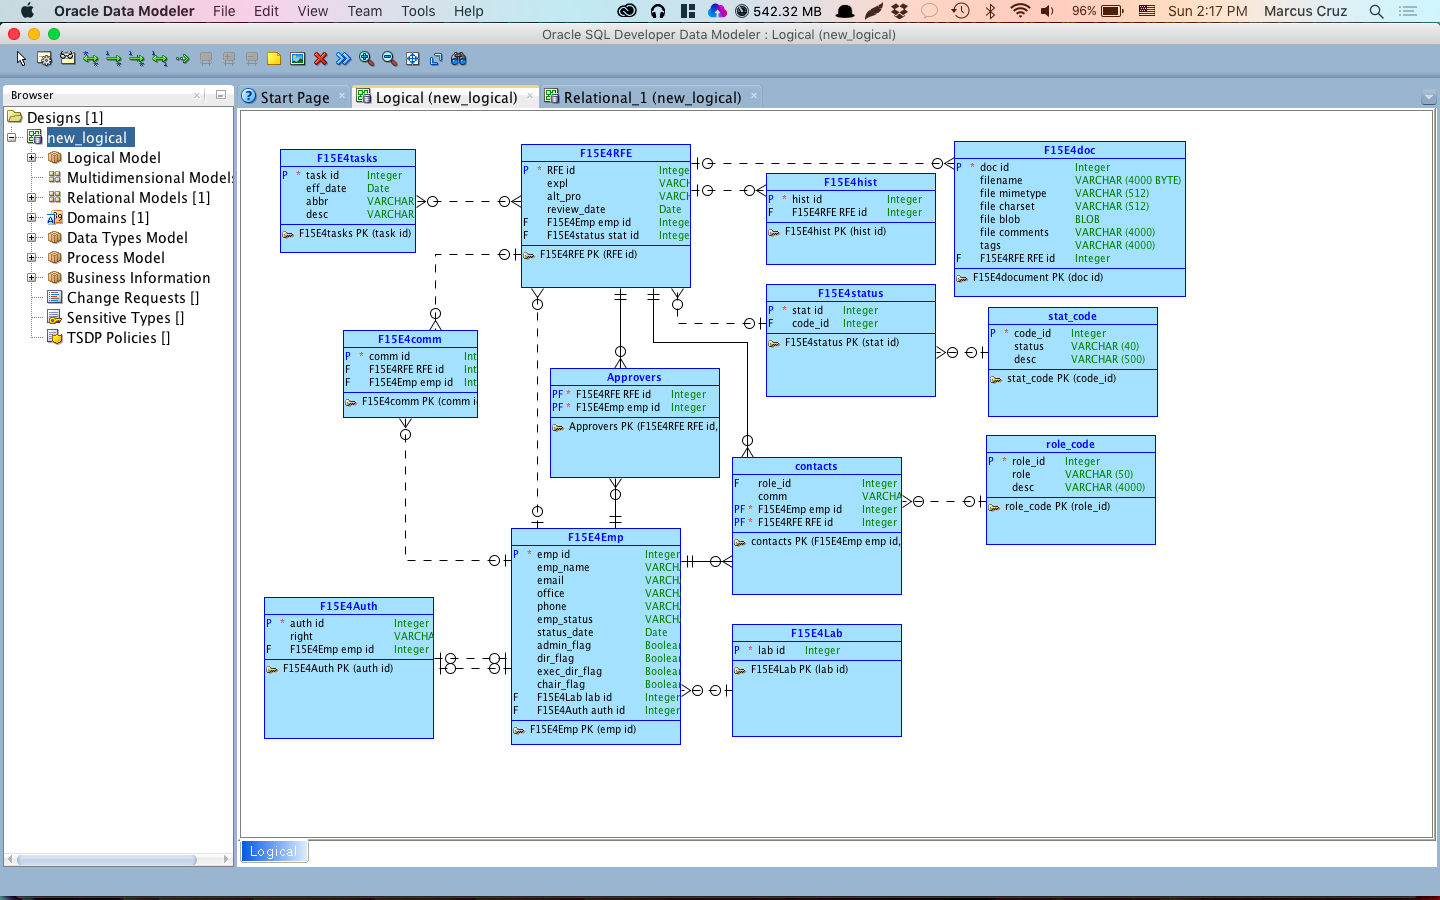 Oracle Data Modeler File Edit View Team Tools Help 542.32 MB 96% Sun 2:17 PM Marcus Cruz
Oracle SQL Developer Data Modeler : Logical (new_logical)
Browser
Start Page
Logical (new_logical)
Relational_1 (new_logical)
Designs [1]
new_logical
Logical Model
Multidimensional Models
Relational Models [1]
Domains [1]
Data Types Model
Process Model
Business Information
Change Requests []
Sensitive Types []
TSDP Policies []
F15E4tasks
P * task id Integer
eff_date Date
abbr VARCHAR
desc VARCHAR
F15E4tasks PK (task id)
F15E4RFE
P * RFE id Intege
expl VARCH
alt_pro VARCH
review_date Date
F F15E4Emp emp id Intege
F F15E4status stat id Intege
F15E4RFE PK (RFE id)
F15E4hist
P * hist id Integer
F F15E4RFE RFE id Integer
F15E4hist PK (hist id)
F15E4doc
P * doc id Integer
filename VARCHAR (4000 BYTE)
file mimetype VARCHAR (512)
file charset VARCHAR (512)
file blob BLOB
file comments VARCHAR (4000)
tags VARCHAR (4000)
F F15E4RFE RFE id Integer
F15E4document PK (doc id)
F15E4status
P * stat id Integer
F code_id Integer
F15E4status PK (stat id)
stat_code
P * code_id Integer
status VARCHAR (40)
desc VARCHAR (500)
stat_code PK (code_id)
F15E4comm
P * comm id Int
F F15E4RFE RFE id Int
F F15E4Emp emp id Int
F15E4comm PK (comm i
Approvers
PF * F15E4RFE RFE id Integer
PF * F15E4Emp emp id Integer
Approvers PK (F15E4RFE RFE id,
contacts
F role_id Integer
comm VARCHA
PF * F15E4Emp emp id Integer
PF * F15E4RFE RFE id Integer
contacts PK (F15E4Emp emp id,
role_code
P * role_id Integer
role VARCHAR (50)
desc VARCHAR (4000)
role_code PK (role_id)
F15E4Emp
P * emp id Integer
emp_name VARCH
email VARCH
office VARCH
phone VARCH
emp_status VARCH
status_date Date
admin_flag Boolea
dir_flag Boolea
exec_dir_flag Boolea
chair_flag Boolea
F F15E4Lab lab id Integer
F F15E4Auth auth id Integer
F15E4Emp PK (emp id)
F15E4Auth
P * auth id Integer
right VARCHA
F F15E4Emp emp id Integer
F15E4Auth PK (auth id)
F15E4Lab
P * lab id Integer
F15E4Lab PK (lab id)
Logical